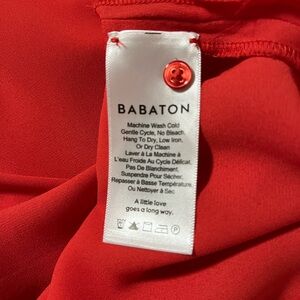 BABATON
Machine Wash Cold
Gentle Cycle, No Bleach,
Hang To Dry, Low Iron,
Or Dry Clean
Laver À La Machine À
L'eau Froide Au Cycle Délicat,
Pas De Blanchiment,
Suspendre Pour Sécher,
Repasser à Basse Température,
Ou Nettoyer à Sec
A little love
goes a long way.